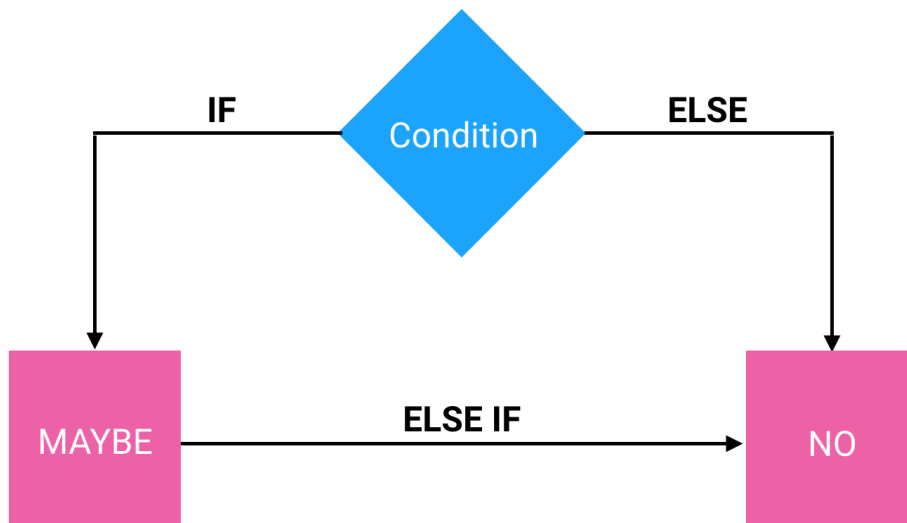 IF
ELSE
Condition
ELSE IF
MAYBE
NO